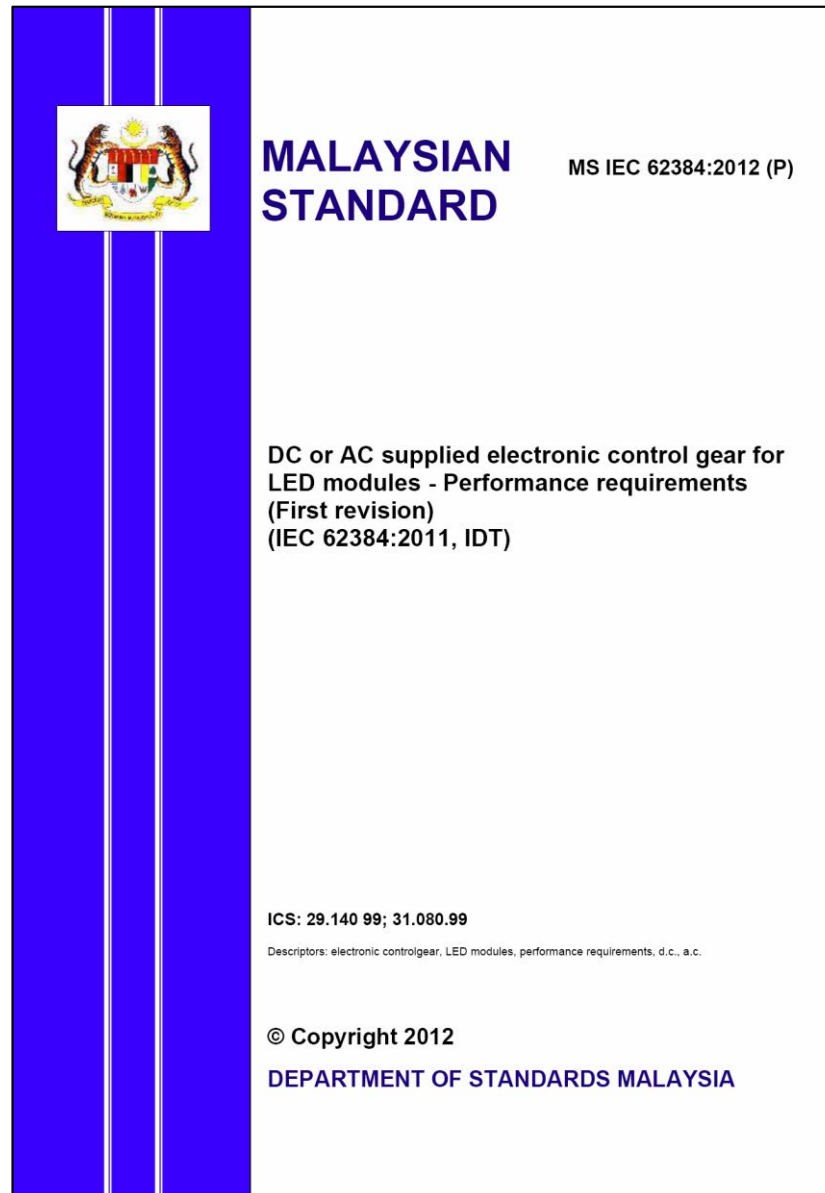 MALAYSIAN
STANDARD
MS IEC 62384:2012 (P)
DC or AC supplied electronic control gear for
LED modules - Performance requirements
(First revision)
(IEC 62384:2011, IDT)
ICS: 29.140 99; 31.080.99
Descriptors: electronic controlgear, LED modules, performance requirements, d.c., a.c.
© Copyright 2012
DEPARTMENT OF STANDARDS MALAYSIA